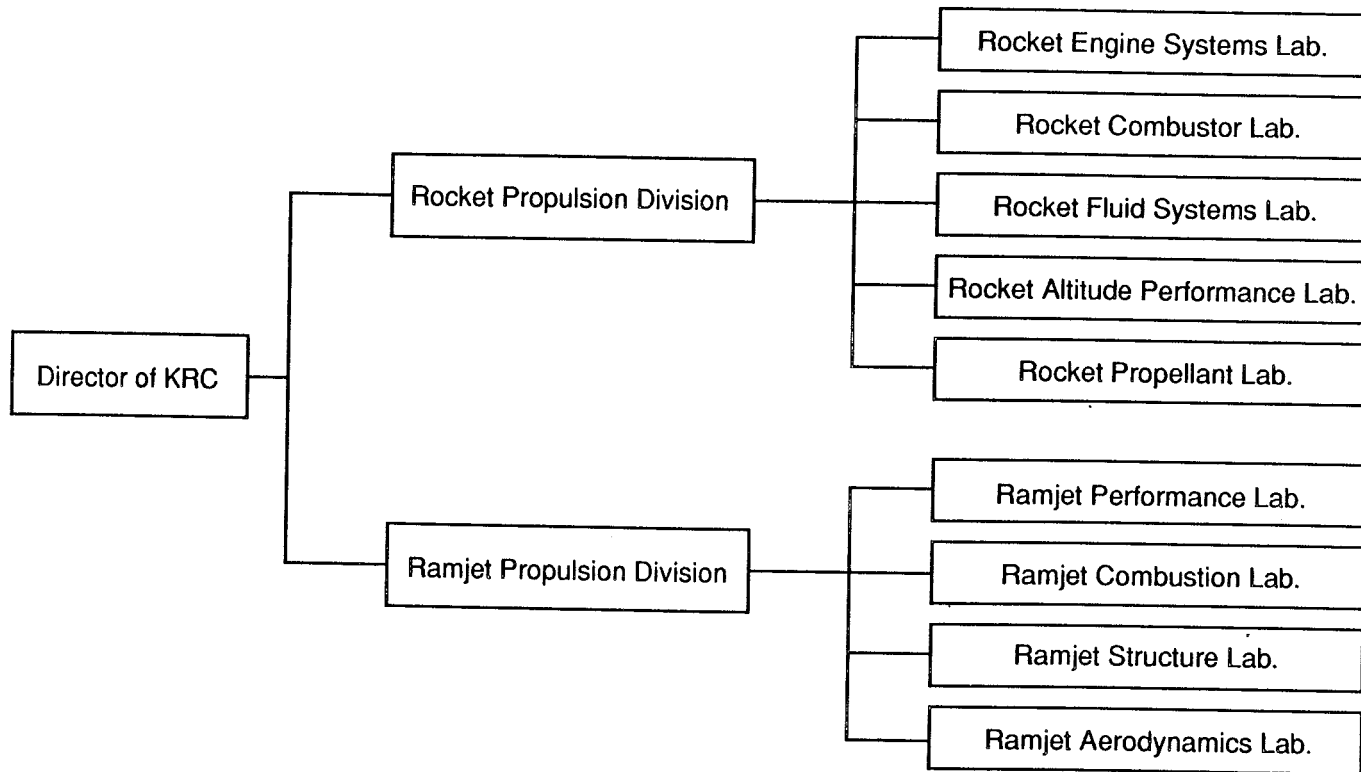 Rocket Engine Systems Lab.
Rocket Combustor Lab.
Rocket Propulsion Division
Rocket Fluid Systems Lab.
Rocket Altitude Performance Lab.
Director of KRC
Rocket Propellant Lab.
Ramjet Performance Lab.
Ramjet Propulsion Division
Ramjet Combustion Lab.
Ramjet Structure Lab.
Ramjet Aerodynamics Lab.